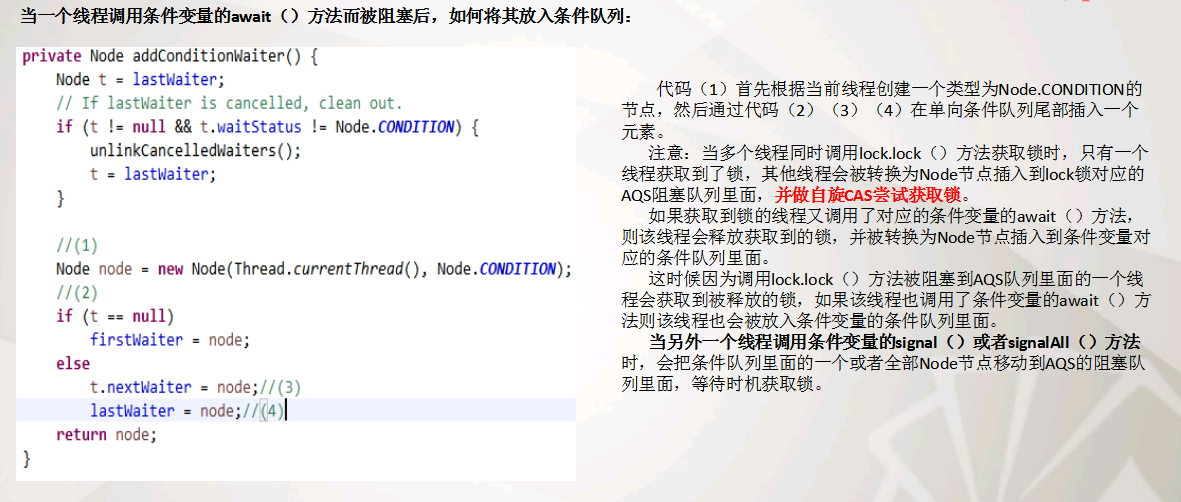 当一个线程调用条件变量的await（）方法而被阻塞后，如何将其放入条件队列：
private Node addConditionWaiter() {
Node t = lastWaiter;
// If lastWaiter is cancelled, clean out.
if (t != null && t.waitStatus != Node.CONDITION) {
unlinkCancelledWaiters();
t = lastWaiter;
}
//(1)
Node node = new Node(Thread.currentThread(), Node.CONDITION);
//(2)
if (t == null)
firstWaiter = node;
else
t.nextWaiter = node;//(3)
lastWaiter = node;//(4)
return node;
}
代码（1）首先根据当前线程创建一个类型为Node.CONDITION的
节点，然后通过代码（2）（3）（4）在单向条件队列尾部插入一个
元素。
注意：当多个线程同时调用lock.lock（）方法获取锁时，只有一个
线程获取到了锁，其他线程会被转换为Node节点插入到lock锁对应的
AQS阻塞队列里面，并做自旋CAS尝试获取锁。
如果获取到锁的线程又调用了对应的条件变量的await（）方法，
则该线程会释放获取到的锁，并被转换为Node节点插入到条件变量对
应的条件队列里面。
这时候因为调用lock.lock（）方法被阻塞到AQS队列里面的一个线
程会获取到被释放的锁，如果该线程也调用了条件变量的await（）方
法则该线程也会被放入条件变量的条件队列里面。
当另外一个线程调用条件变量的signal（）或者signalAll（）方法
时，会把条件队列里面的一个或者全部Node节点移动到AQS的阻塞队
列里面，等待时机获取锁。